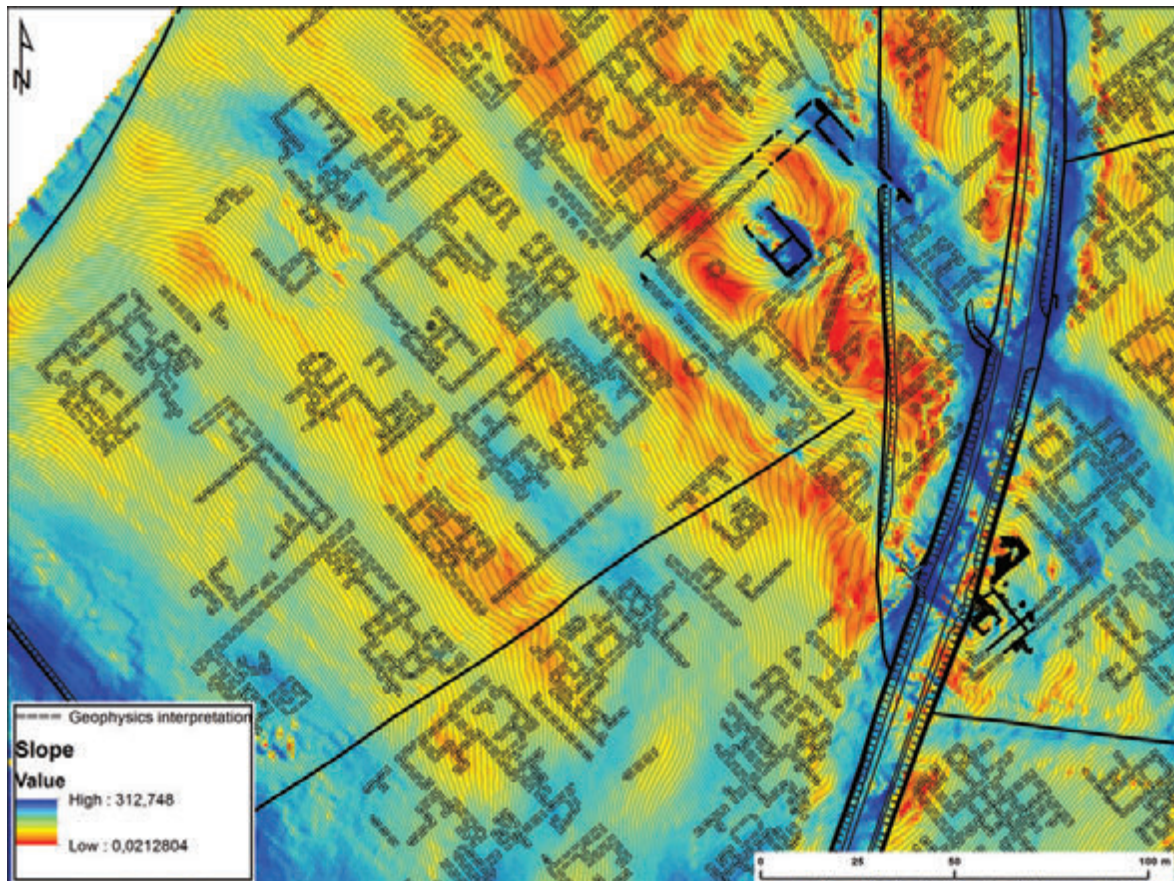 N
Geophysics interpretation
Slope
Value
High : 312,748
Low : 0,0212804
0 25 50 100 m